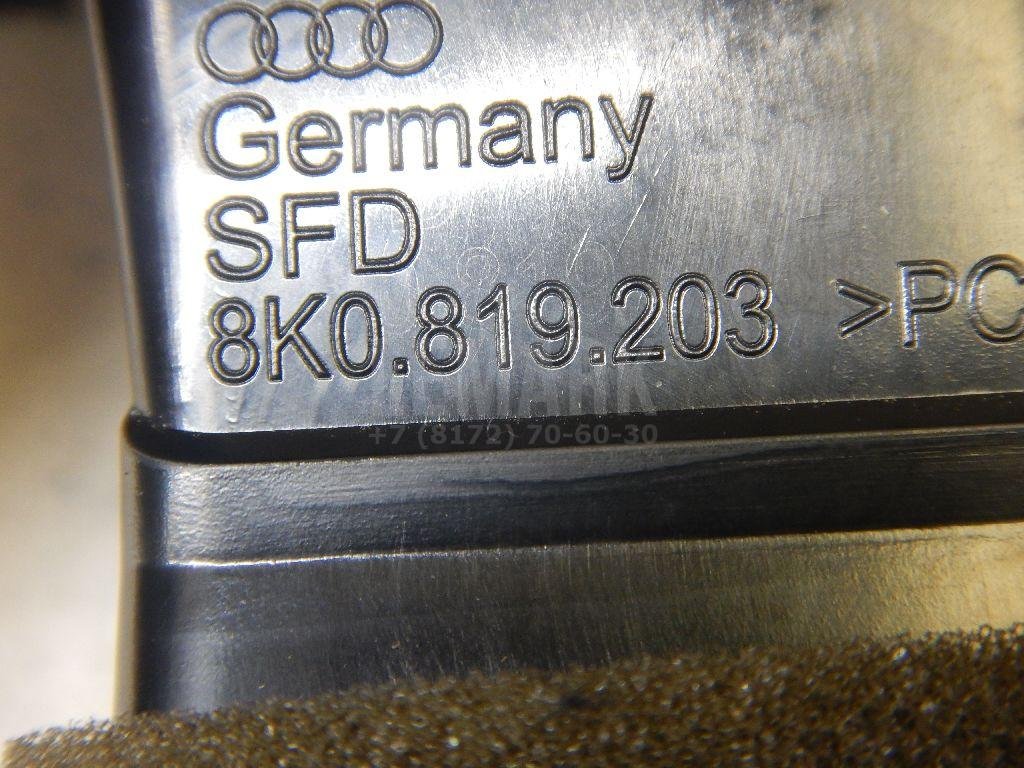 Germany
SFD
8K0.819.203 >PC
+7 (8172) 70-60-30